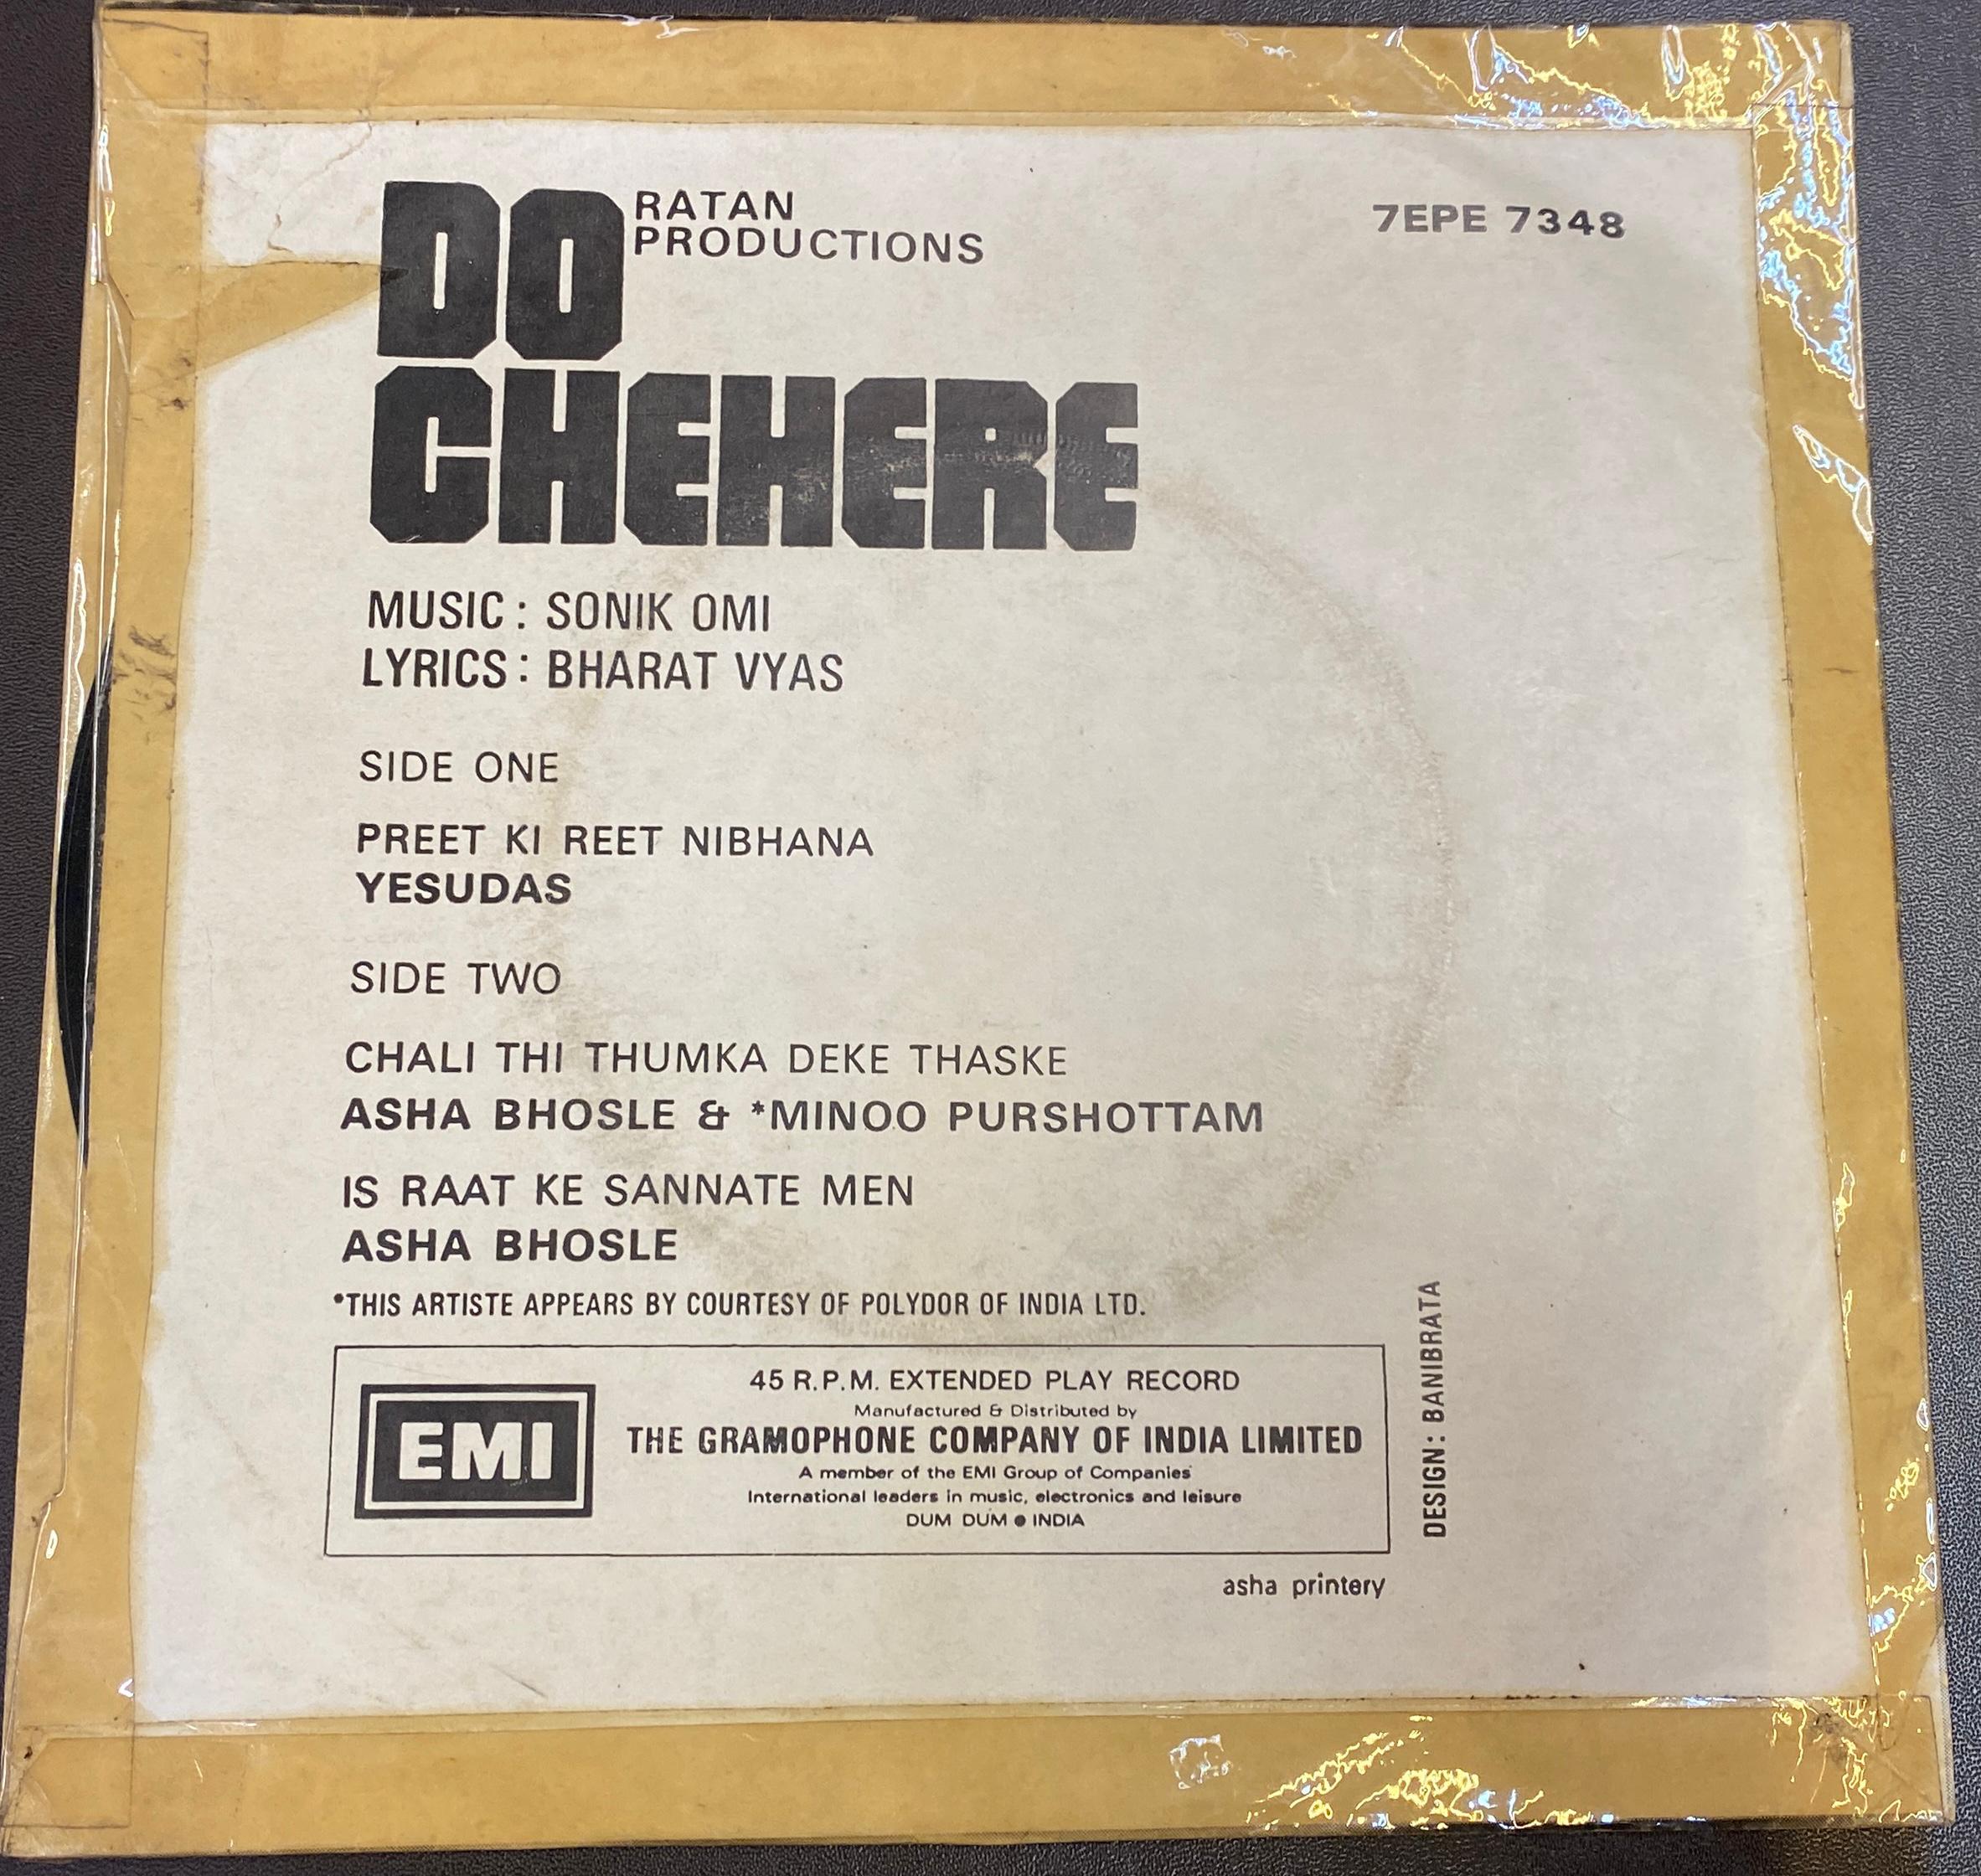 DO
RATAN
PRODUCTIONS
7EPE 7348
CHEHERE
MUSIC : SONIK OMI
LYRICS : BHARAT VYAS
SIDE ONE
PREET KI REET NIBHANA
YESUDAS
SIDE TWO
CHALI THI THUMKA DEKE THASKE
ASHA BHOSLE & *MINOO PURSHOTTAM
IS RAAT KE SANNATE MEN
ASHA BHOSLE
*THIS ARTISTE APPEARS BY COURTESY OF POLYDOR OF INDIA LTD.
EMI
45 R.P.M. EXTENDED PLAY RECORD
Manufactured & Distributed by
THE GRAMOPHONE COMPANY OF INDIA LIMITED
A member of the EMI Group of Companies
International leaders in music, electronics and leisure
DUM DUM ● INDIA
DESIGN: BANIBRATA
asha printery